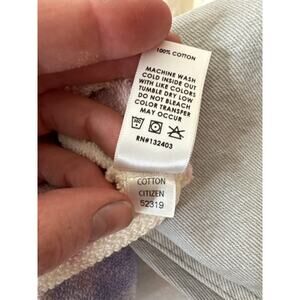 100% COTTON
MACHINE WASH
COLD INSIDE OUT
WITH LIKE COLORS
TUMBLE DRY LOW
DO NOT BLEACH
COLOR TRANSFER
MAY OCCUR
RN#132403
COTTON
CITIZEN
52319